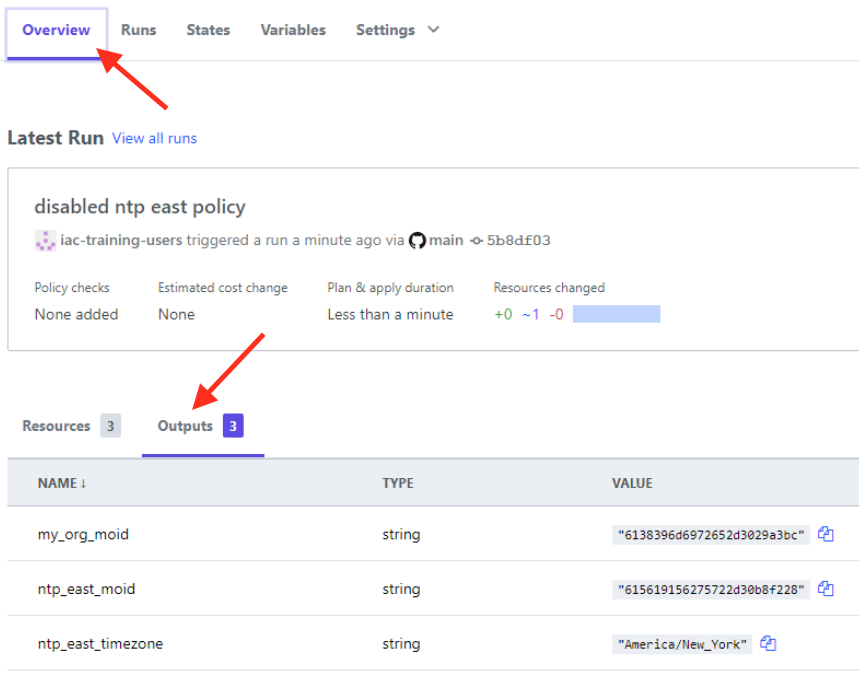 Overview Runs States Variables Settings
Latest Run View all runs
disabled ntp east policy
iac-training-users triggered a run a minute ago via main 5b8df03
Policy checks Estimated cost change Plan & apply duration Resources changed
None added None Less than a minute +0 ~1 -0
Resources 3 Outputs 3
NAME ↓ TYPE VALUE
my_org_moid string "6138396d6972652d3029a3bc"
ntp_east_moid string "615619156275722d30b8f228"
ntp_east_timezone string "America/New_York"